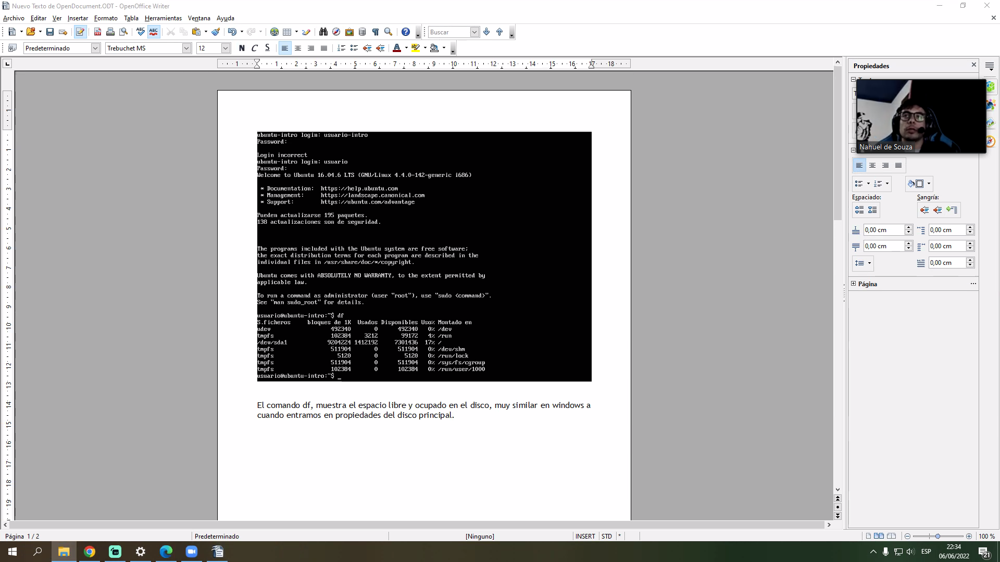 Nuevo Texto de OpenDocument.ODT - OpenOffice Writer
Archivo Editar Ver Insertar Formato Tabla Herramientas Ventana Ayuda
Buscar
Predeterminado Trebuchet MS 12 N C S
1 1 2 3 4 5 6 7 8 9 10 11 12 13 14 15 16 17 18
Propiedades
Nahuel de Souza
Espaciado: Sangría:
0,00 cm 0,00 cm
0,00 cm 0,00 cm
0,00 cm
Página
ubuntu-intro login: usuario-intro
Password:
Login incorrect
ubuntu-intro login: usuario
Password:
Welcome to Ubuntu 16.04.6 LTS (GNU/Linux 4.4.0-142-generic i686)
* Documentation: https://help.ubuntu.com
* Management: https://landscape.canonical.com
* Support: https://ubuntu.com/advantage
Pueden actualizarse 195 paquetes.
138 actualizaciones son de seguridad.
The programs included with the Ubuntu system are free software;
the exact distribution terms for each program are described in the
individual files in /usr/share/doc/*/copyright.
Ubuntu comes with ABSOLUTELY NO WARRANTY, to the extent permitted by
applicable law.
To run a command as administrator (user "root"), use "sudo <command>".
See "man sudo_root" for details.
usuario@ubuntu-intro:~$ df
S.ficheros bloques de 1K Usados Disponibles Uso% Montado en
udev 492340 0 492340 0% /dev
tmpfs 102384 3212 99172 4% /run
/dev/sda1 9204224 1412192 7301436 17% /
tmpfs 511904 0 511904 0% /dev/shm
tmpfs 5120 0 5120 0% /run/lock
tmpfs 511904 0 511904 0% /sys/fs/cgroup
tmpfs 102384 0 102384 0% /run/user/1000
usuario@ubuntu-intro:~$ _
El comando df, muestra el espacio libre y ocupado en el disco, muy similar en windows a
cuando entramos en propiedades del disco principal.
Página 1 / 2 Predeterminado [Ninguno] INSERT STD * 100 %
ESP 22:34
06/06/2022 21